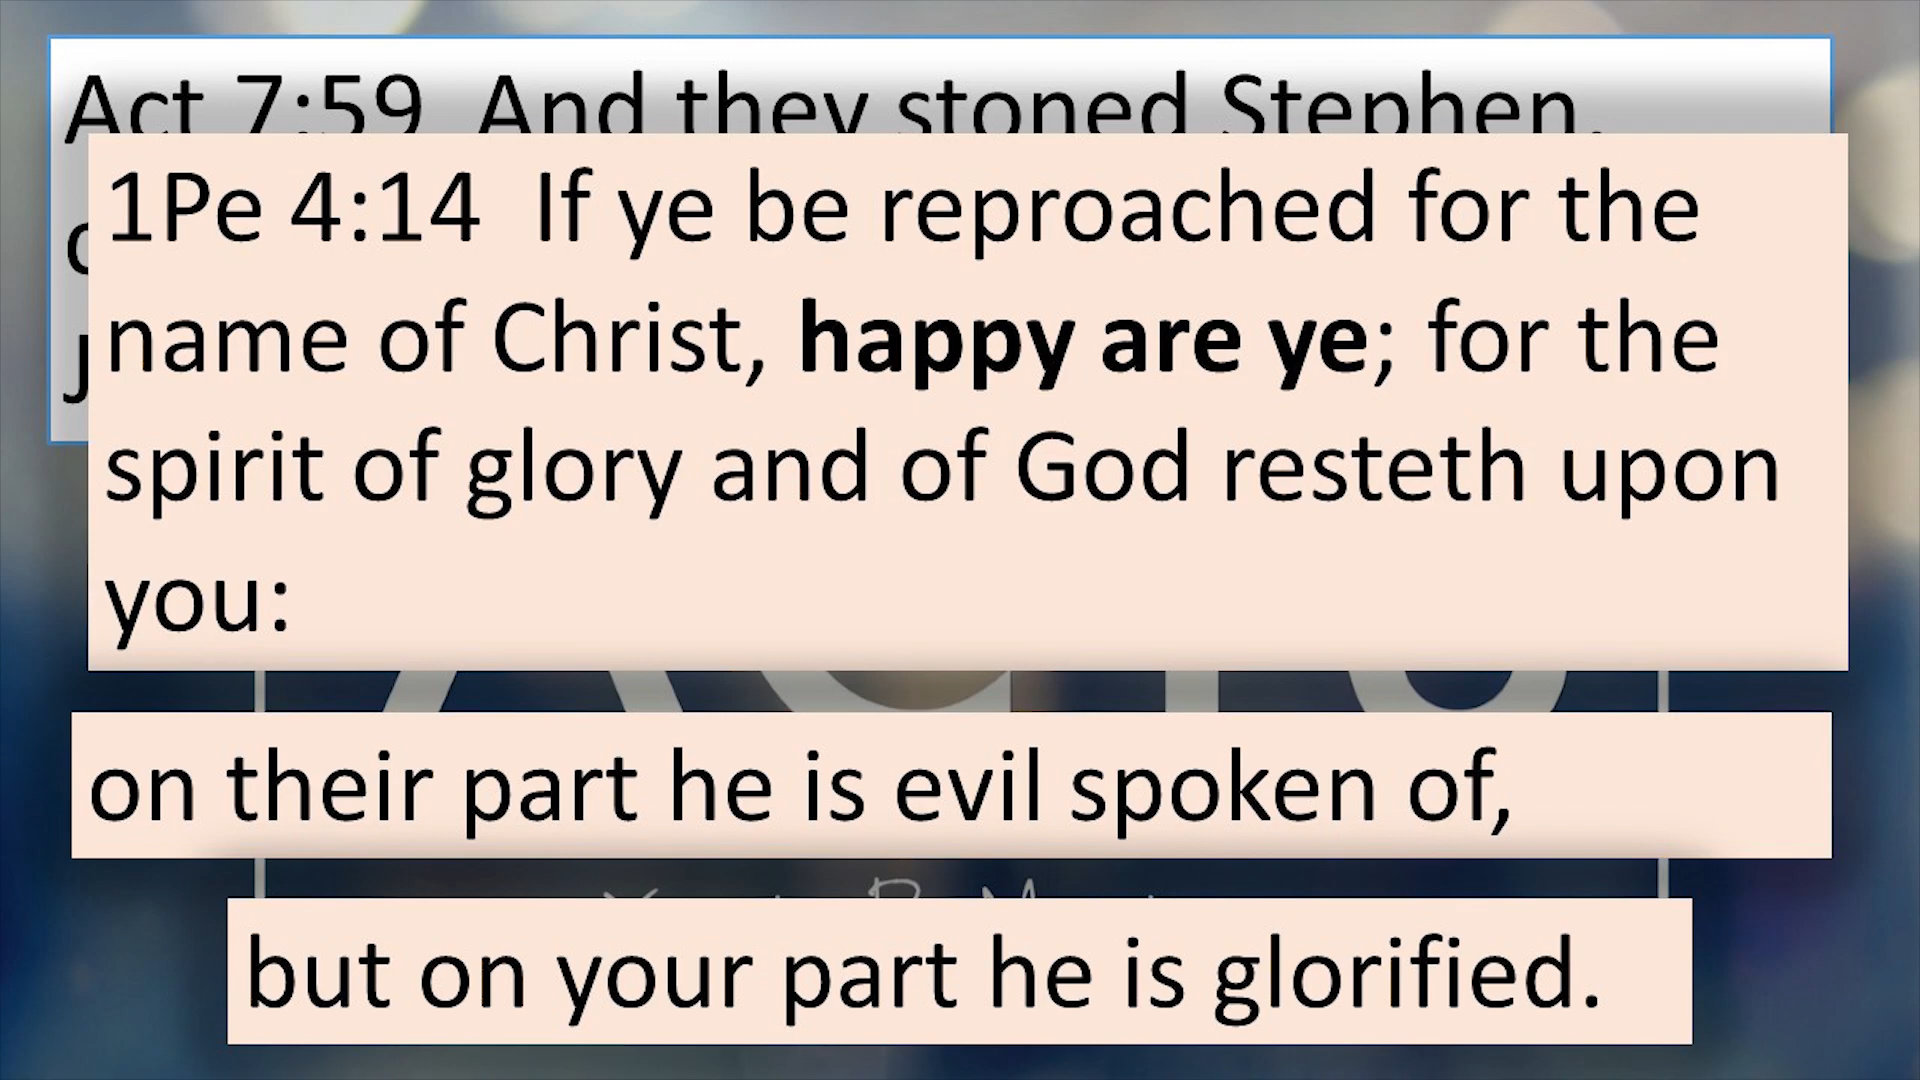 Act 7:59 And they stoned Stephen,
1Pe 4:14 If ye be reproached for the
name of Christ, happy are ye; for the
spirit of glory and of God resteth upon
you:
on their part he is evil spoken of,
but on your part he is glorified.